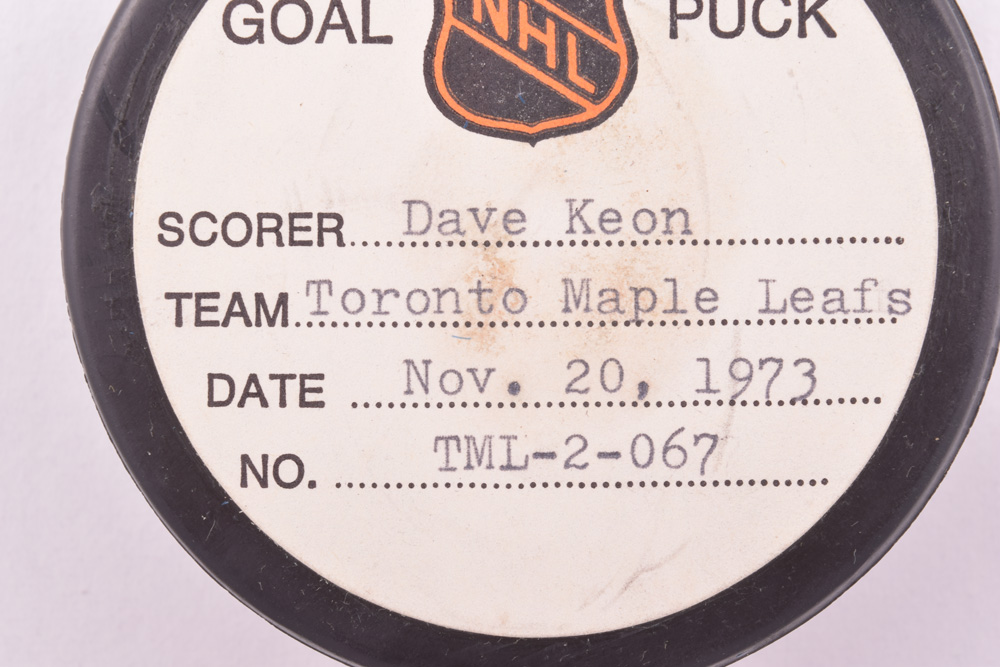 GOAL NHL PUCK
SCORER Dave Keon
TEAM Toronto Maple Leafs
DATE Nov. 20, 1973
NO. TML-2-067